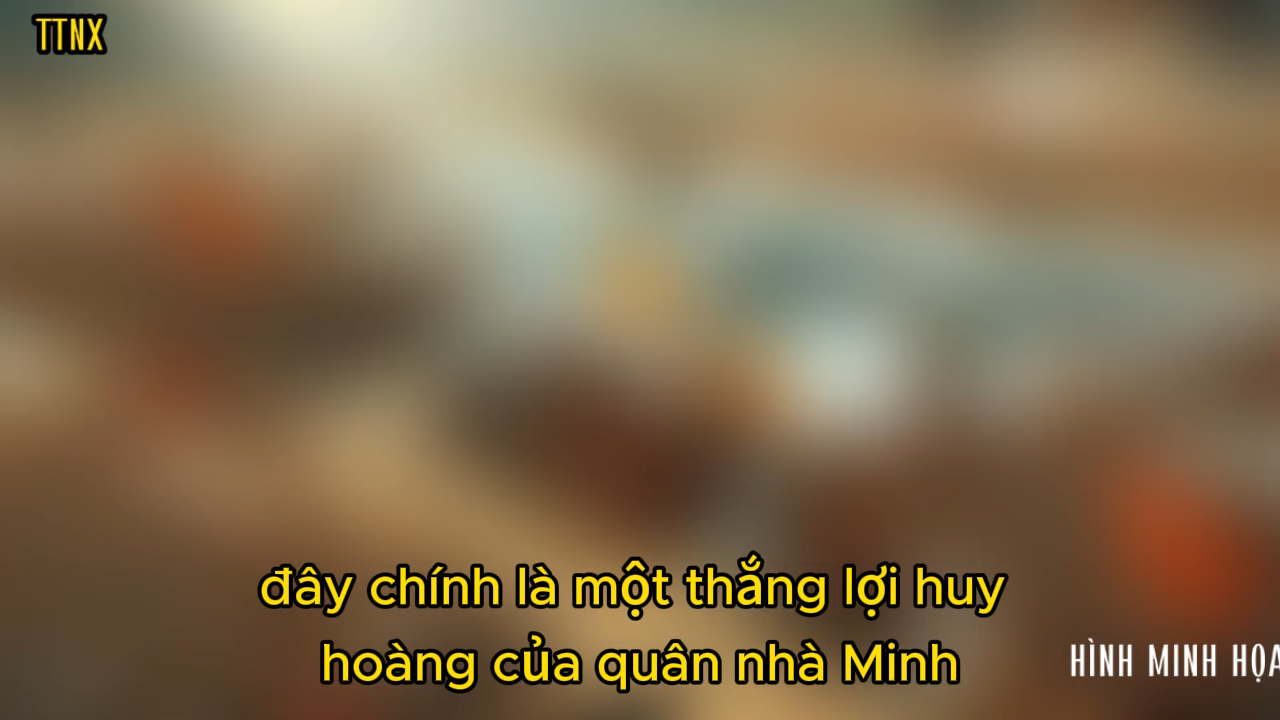 TTNX
đây chính là một thắng lợi huy
hoàng của quân nhà Minh
HÌNH MINH HỌA